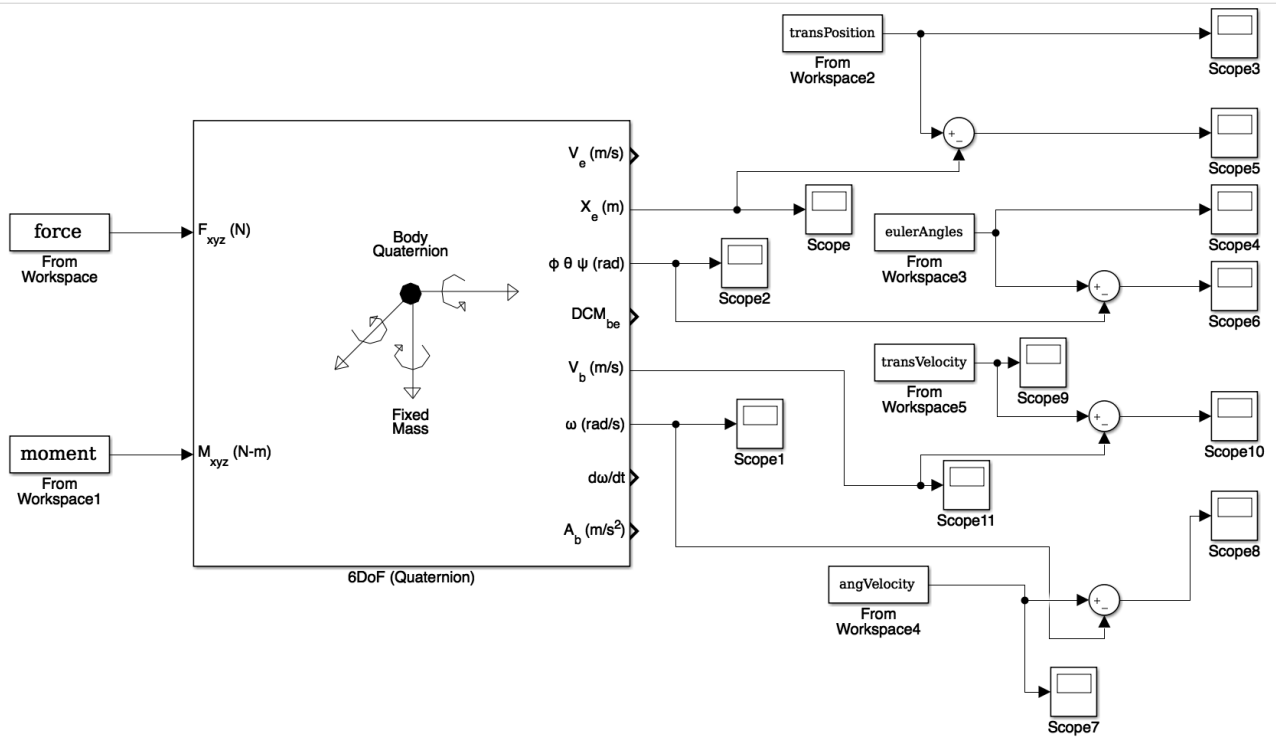 transPosition
From
Workspace2
Scope3
+
−
Scope5
force
From
Workspace
F_xyz (N)
Body
Quaternion
Fixed
Mass
moment
From
Workspace1
M_xyz (N-m)
V_e (m/s)
X_e (m)
ϕ θ ψ (rad)
DCM_be
V_b (m/s)
ω (rad/s)
dω/dt
A_b (m/s²)
6DoF (Quaternion)
Scope
Scope2
eulerAngles
From
Workspace3
Scope4
+
−
Scope6
transVelocity
From
Workspace5
Scope9
+
−
Scope10
Scope1
Scope11
angVelocity
From
Workspace4
+
−
Scope8
Scope7